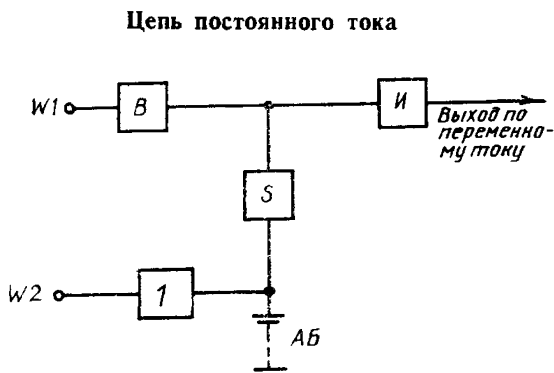 Цепь постоянного тока
W1
В
И
Выход по
переменно-
му току
S
W2
1
АБ